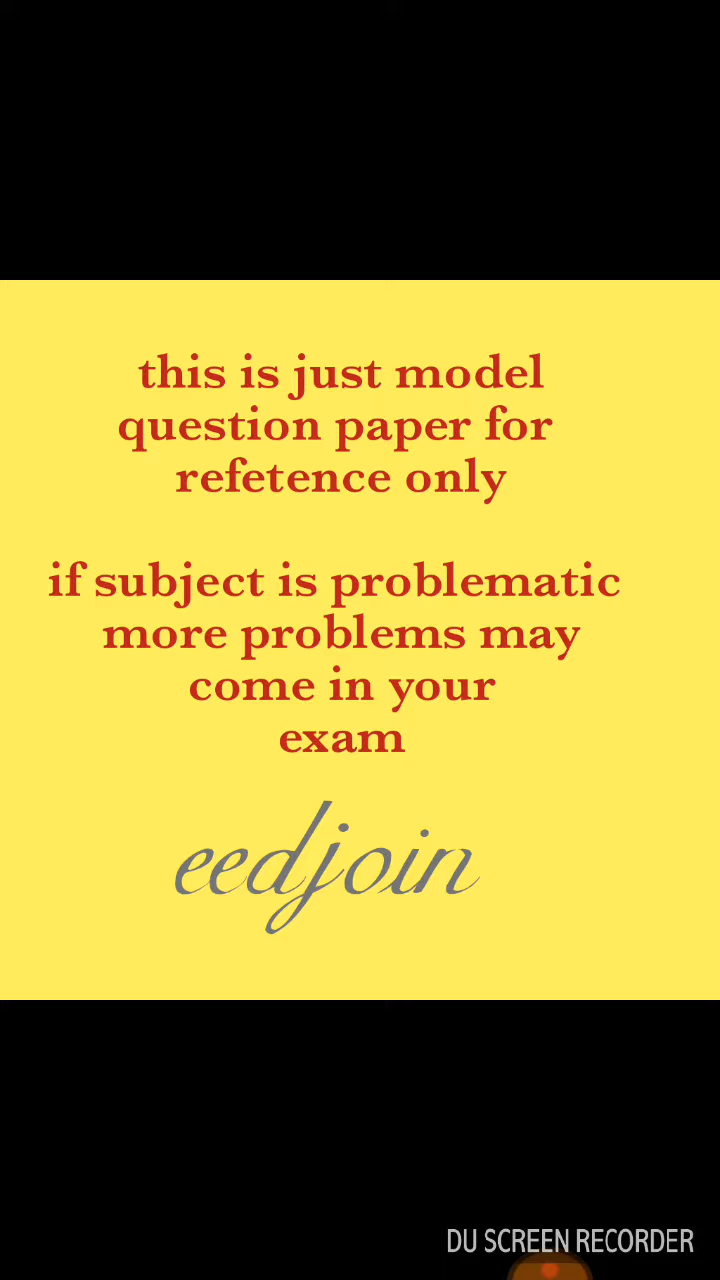 this is just model
question paper for
refetence only
if subject is problematic
more problems may
come in your
exam
eedjoin
DU SCREEN RECORDER